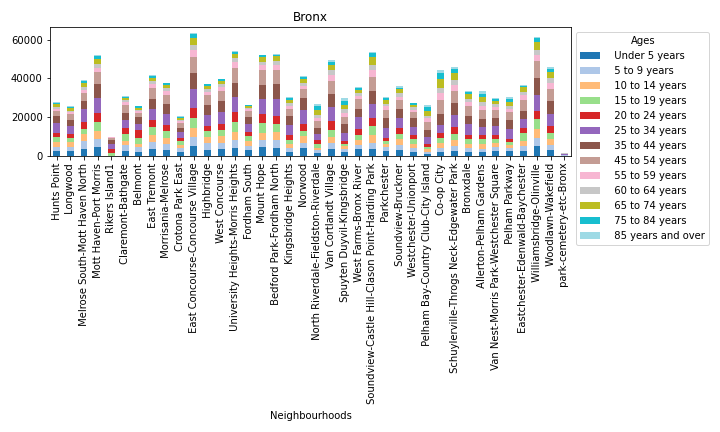 Bronx
60000
40000
20000
0
Hunts Point
Longwood
Melrose South-Mott Haven North
Mott Haven-Port Morris
Rikers Island1
Claremont-Bathgate
Belmont
East Tremont
Morrisania-Melrose
Crotona Park East
East Concourse-Concourse Village
Highbridge
West Concourse
University Heights-Morris Heights
Fordham South
Mount Hope
Bedford Park-Fordham North
Kingsbridge Heights
Norwood
North Riverdale-Fieldston-Riverdale
Van Cortlandt Village
Spuyten Duyvil-Kingsbridge
West Farms-Bronx River
Soundview-Castle Hill-Clason Point-Harding Park
Parkchester
Soundview-Bruckner
Westchester-Unionport
Pelham Bay-Country Club-City Island
Co-op City
Schuylerville-Throgs Neck-Edgewater Park
Bronxdale
Allerton-Pelham Gardens
Van Nest-Morris Park-Westchester Square
Pelham Parkway
Eastchester-Edenwald-Baychester
Williamsbridge-Olinville
Woodlawn-Wakefield
park-cemetery-etc-Bronx
Neighbourhoods
Ages
Under 5 years
5 to 9 years
10 to 14 years
15 to 19 years
20 to 24 years
25 to 34 years
35 to 44 years
45 to 54 years
55 to 59 years
60 to 64 years
65 to 74 years
75 to 84 years
85 years and over